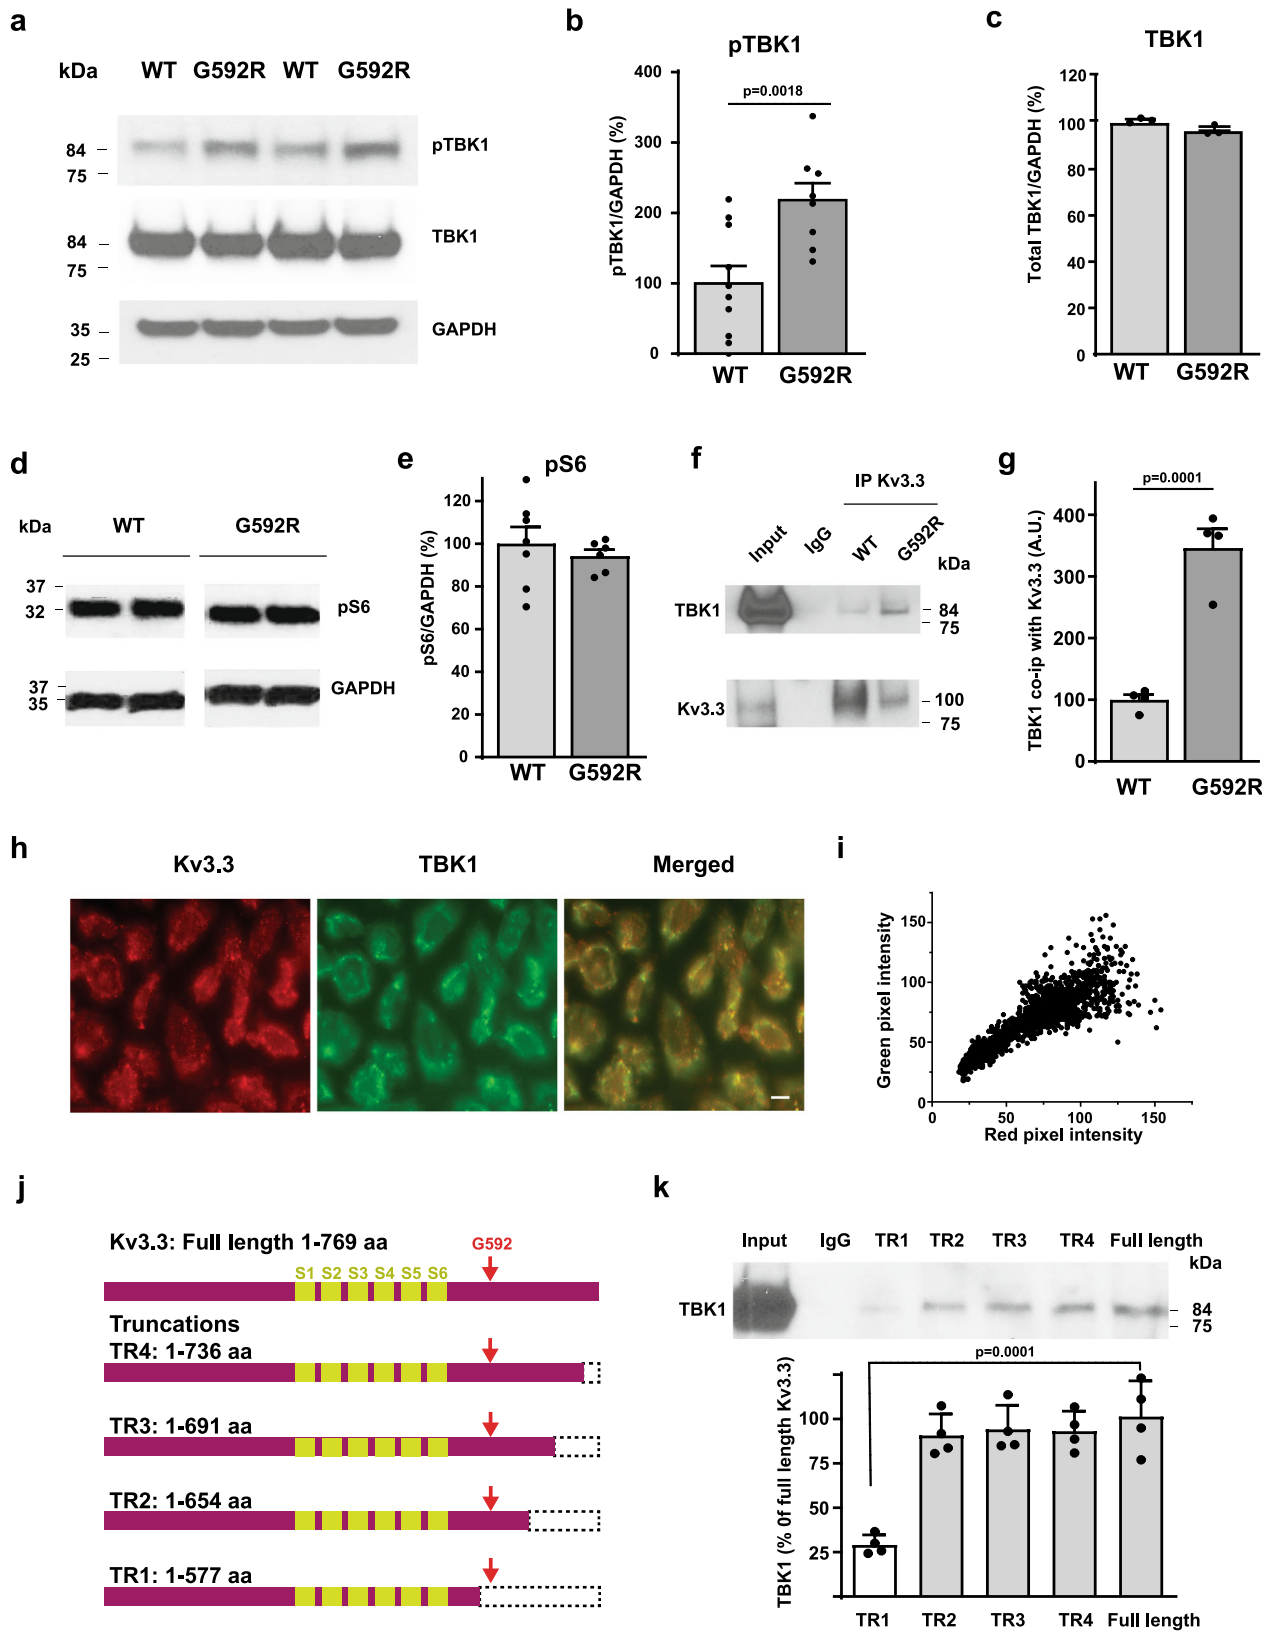 a
kDa WT G592R WT G592R
84
75
pTBK1
84
75
TBK1
35
25
GAPDH
b
pTBK1
p=0.0018
pTBK1/GAPDH (%)
400
300
200
100
0
WT G592R
c
TBK1
Total TBK1/GAPDH (%)
120
100
80
60
40
20
0
WT G592R
d
kDa WT G592R
37
32
pS6
37
35
GAPDH
e
pS6
pS6/GAPDH (%)
120
100
80
60
40
20
0
WT G592R
f
IP Kv3.3
Input IgG WT G592R
kDa
TBK1
84
75
Kv3.3
100
75
g
p=0.0001
TBK1 co-ip with Kv3.3 (A.U.)
400
300
200
100
0
WT G592R
h
Kv3.3 TBK1 Merged
i
Green pixel intensity
150
100
50
0
0 50 100 150
Red pixel intensity
j
Kv3.3: Full length 1-769 aa
G592
S1 S2 S3 S4 S5 S6
Truncations
TR4: 1-736 aa
TR3: 1-691 aa
TR2: 1-654 aa
TR1: 1-577 aa
k
Input IgG TR1 TR2 TR3 TR4 Full length
kDa
TBK1
84
75
p=0.0001
TBK1 (% 0f full length Kv3.3)
100
75
50
25
TR1 TR2 TR3 TR4 Full length